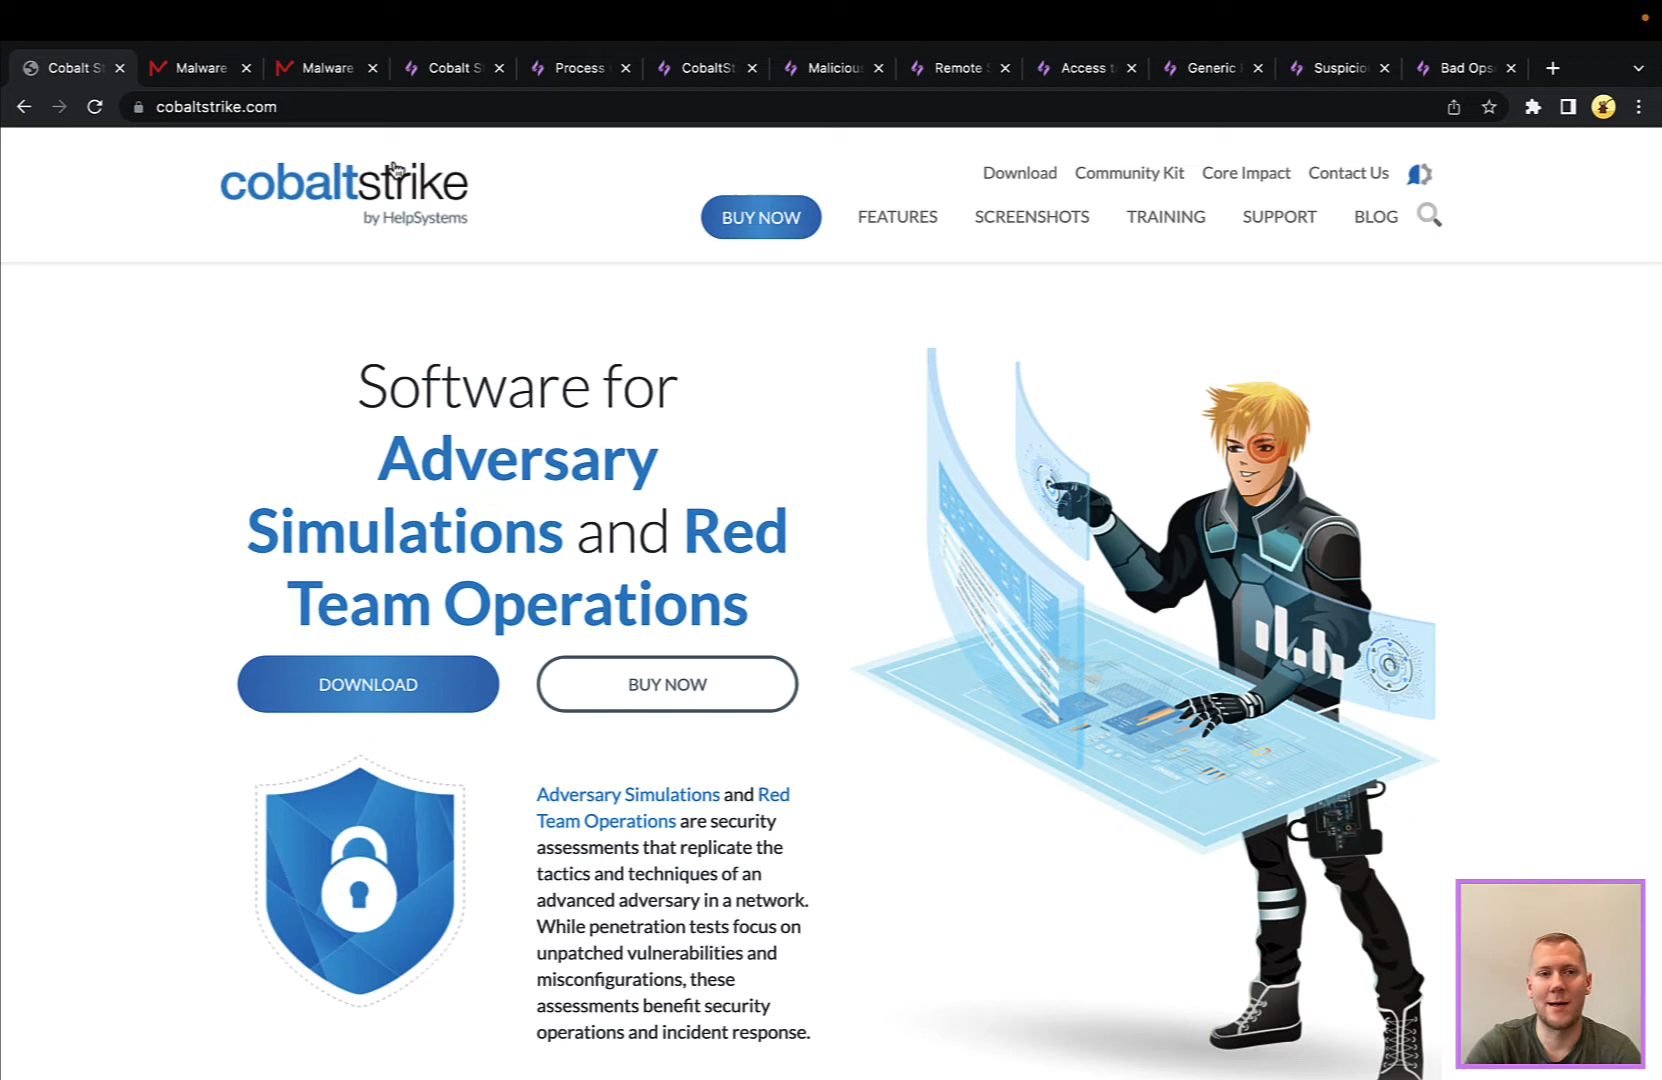 Cobalt S
Malware
Malware
Cobalt S
Process
CobaltSt
Maliciou
Remote S
Access t
Generic
Suspicio
Bad Ops
cobaltstrike.com
cobaltstrike
by HelpSystems
Download
Community Kit
Core Impact
Contact Us
BUY NOW
FEATURES
SCREENSHOTS
TRAINING
SUPPORT
BLOG
Software for
Adversary
Simulations and Red
Team Operations
DOWNLOAD
BUY NOW
Adversary Simulations and Red
Team Operations are security
assessments that replicate the
tactics and techniques of an
advanced adversary in a network.
While penetration tests focus on
unpatched vulnerabilities and
misconfigurations, these
assessments benefit security
operations and incident response.